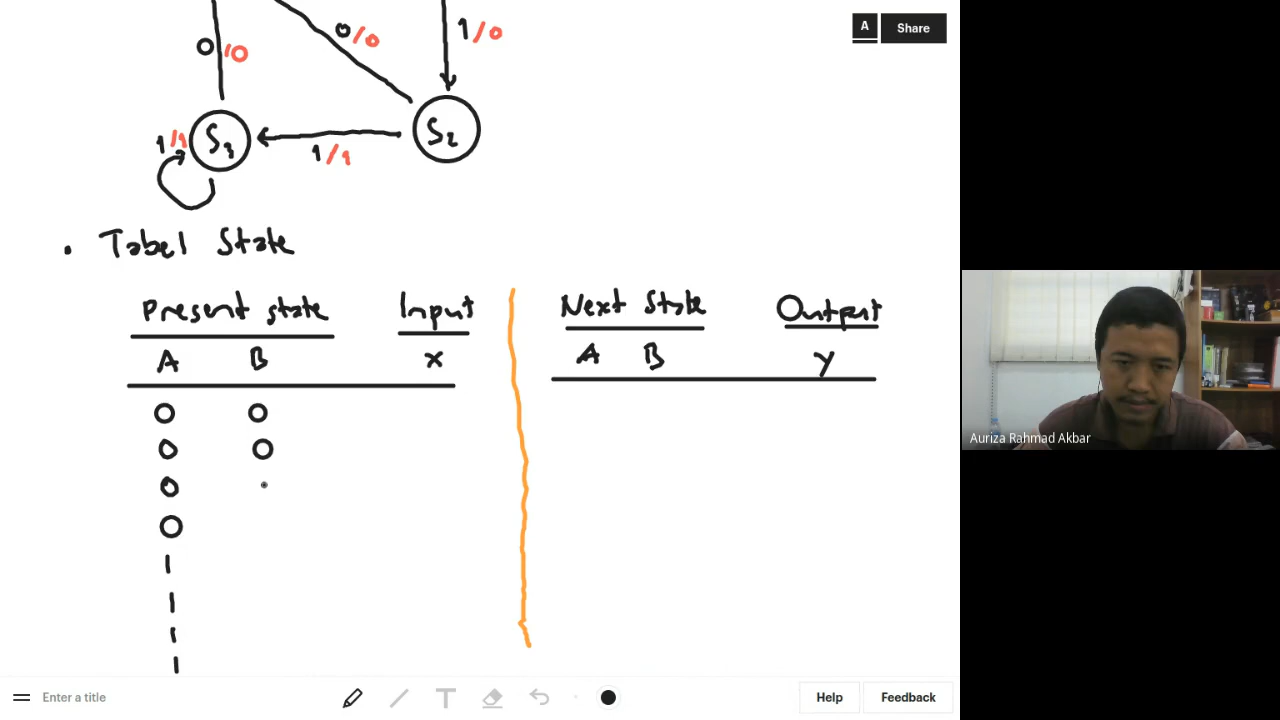 A Share
1/0
0/0
0/0
S2
1/1 S3
1/1
• Tabel State
Present state Input Next State Output
A B x A B y
0 0
0 0
0
0
1
1
1
1
Auriza Rahmad Akbar
Enter a title T Help Feedback